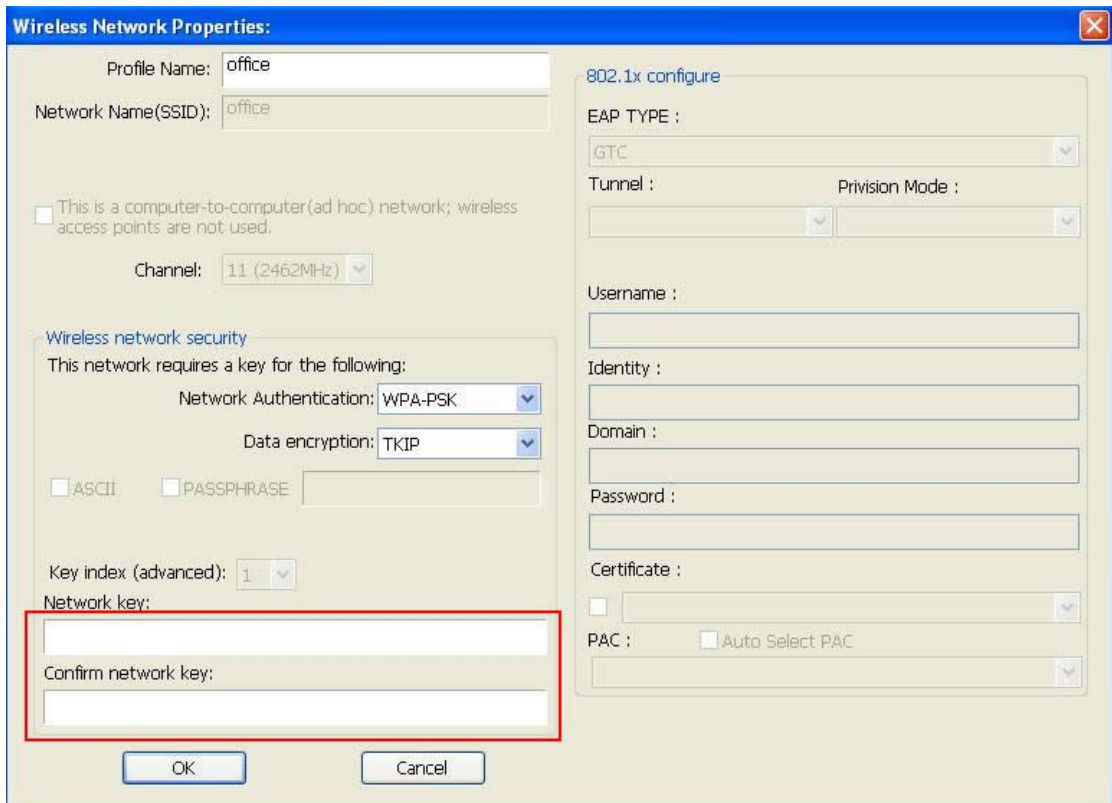 Wireless Network Properties:
Profile Name: office
Network Name(SSID): office
This is a computer-to-computer(ad hoc) network; wireless
access points are not used.
Channel: 11 (2462MHz)
Wireless network security
This network requires a key for the following:
Network Authentication: WPA-PSK
Data encryption: TKIP
ASCII PASSPHRASE
Key index (advanced): 1
Network key:
Confirm network key:
OK Cancel
802.1x configure
EAP TYPE :
GTC
Tunnel : Privision Mode :
Username :
Identity :
Domain :
Password :
Certificate :
PAC : Auto Select PAC